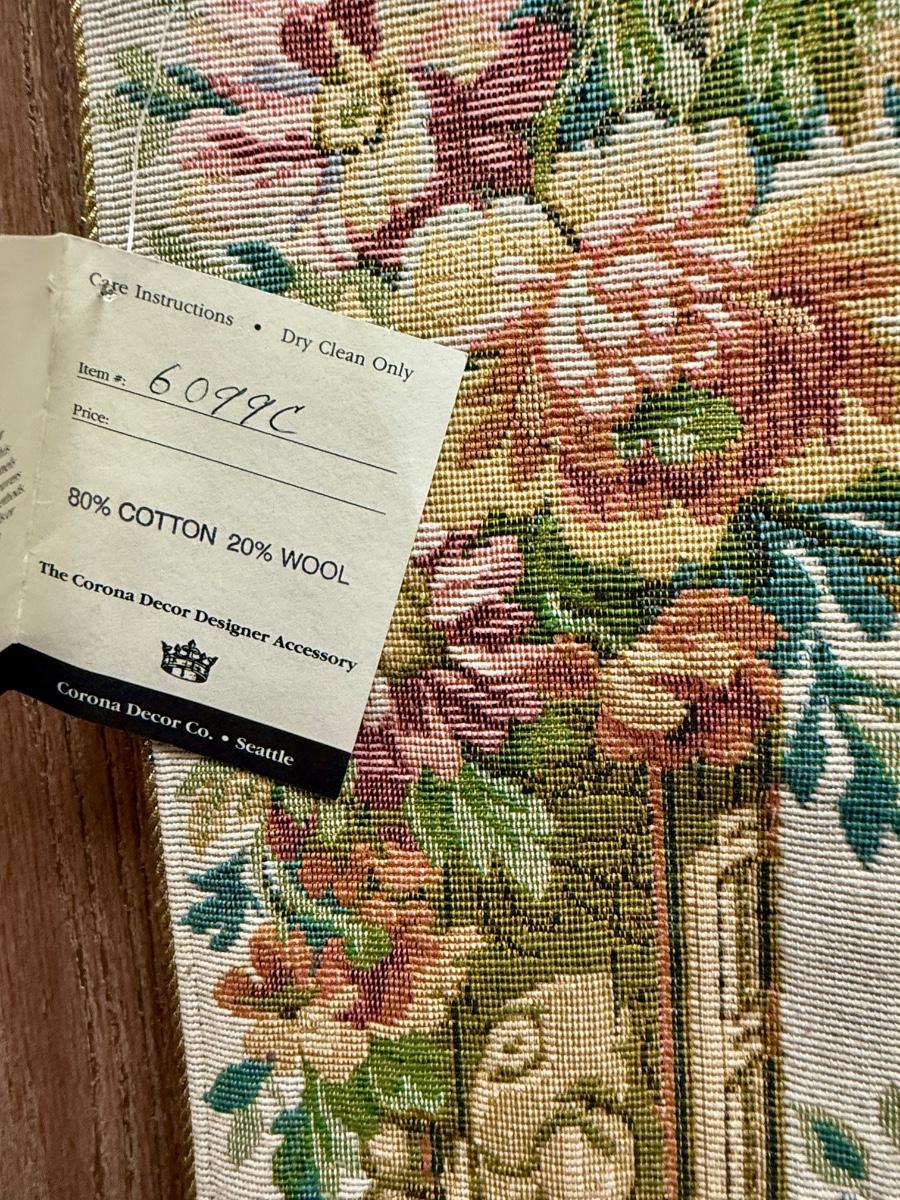 Care Instructions • Dry Clean Only
Item #: 6099C
Price:
80% COTTON 20% WOOL
The Corona Decor Designer Accessory
Corona Decor Co. • Seattle